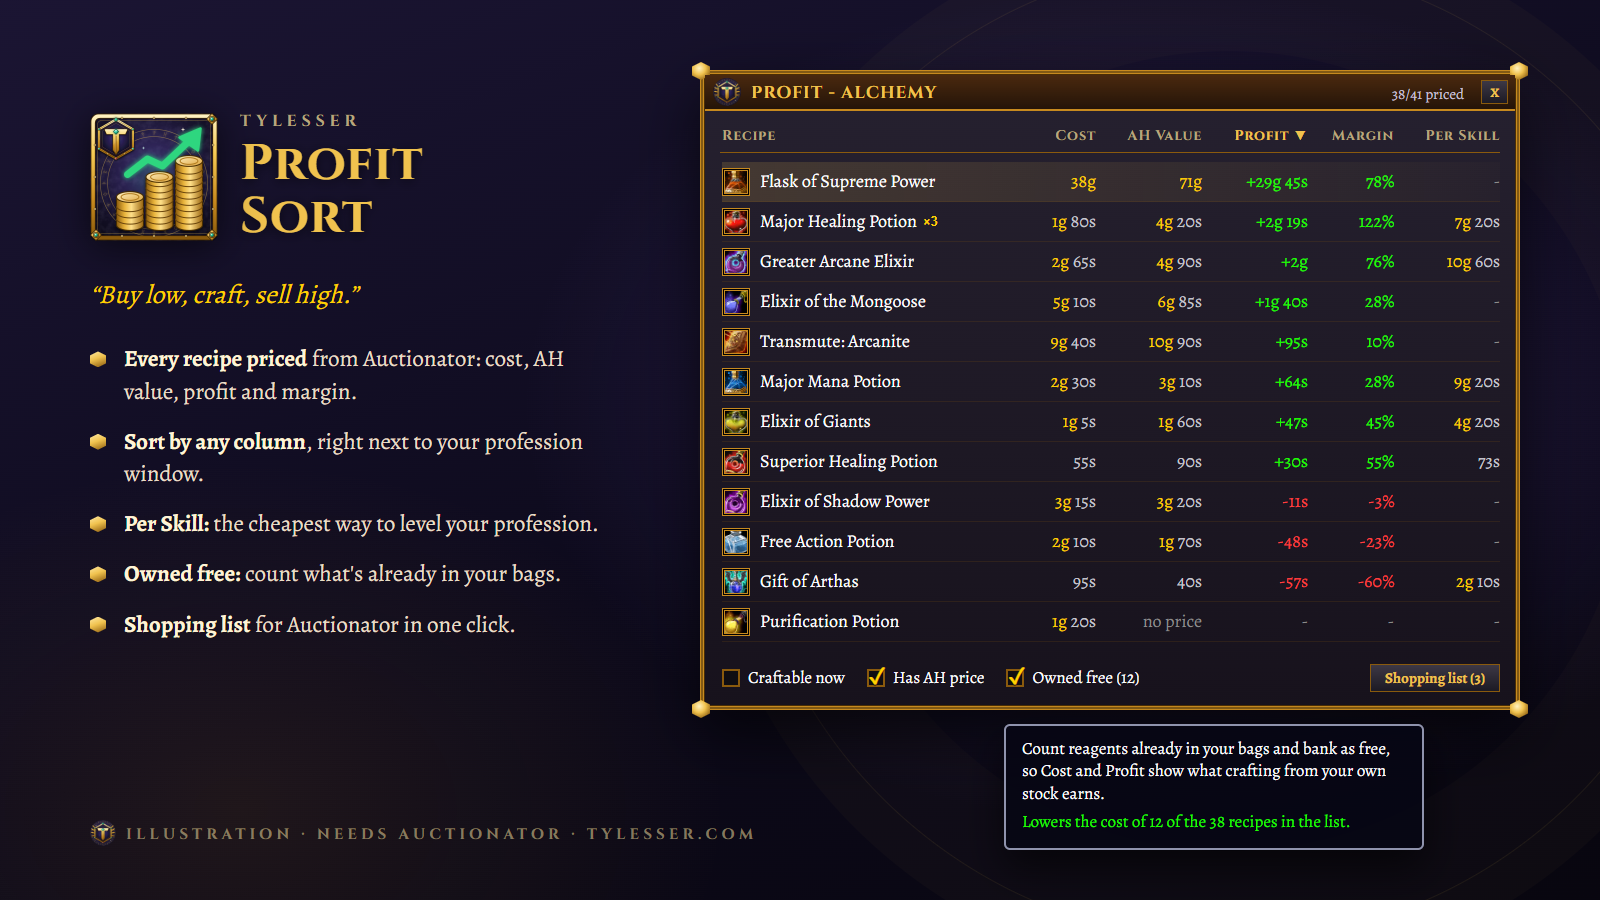 TYLESSER
PROFIT
SORT
“Buy low, craft, sell high.”
Every recipe priced from Auctionator: cost, AH
value, profit and margin.
Sort by any column, right next to your profession
window.
Per Skill: the cheapest way to level your profession.
Owned free: count what's already in your bags.
Shopping list for Auctionator in one click.
ILLUSTRATION · NEEDS AUCTIONATOR · TYLESSER.COM
PROFIT - ALCHEMY 38/41 priced X
RECIPE COST AH VALUE PROFIT ▼ MARGIN PER SKILL
Flask of Supreme Power 38g 71g +29g 45s 78% -
Major Healing Potion ×3 1g 80s 4g 20s +2g 19s 122% 7g 20s
Greater Arcane Elixir 2g 65s 4g 90s +2g 76% 10g 60s
Elixir of the Mongoose 5g 10s 6g 85s +1g 40s 28% -
Transmute: Arcanite 9g 40s 10g 90s +95s 10% -
Major Mana Potion 2g 30s 3g 10s +64s 28% 9g 20s
Elixir of Giants 1g 5s 1g 60s +47s 45% 4g 20s
Superior Healing Potion 55s 90s +30s 55% 73s
Elixir of Shadow Power 3g 15s 3g 20s -11s -3% -
Free Action Potion 2g 10s 1g 70s -48s -23% -
Gift of Arthas 95s 40s -57s -60% 2g 10s
Purification Potion 1g 20s no price - - -
Craftable now Has AH price Owned free (12) Shopping list (3)
Count reagents already in your bags and bank as free,
so Cost and Profit show what crafting from your own
stock earns.
Lowers the cost of 12 of the 38 recipes in the list.